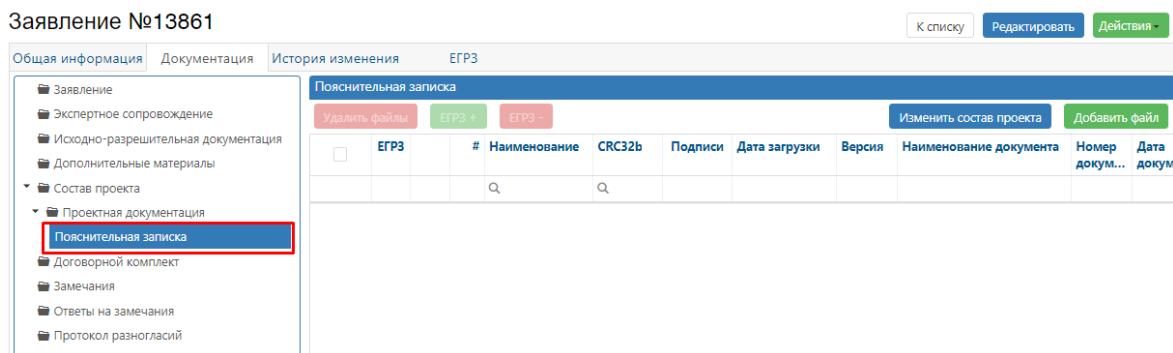 Заявление №13861
К списку Редактировать Действия
Общая информация Документация История изменения ЕГРЗ
Заявление
Экспертное сопровождение
Исходно-разрешительная документация
Дополнительные материалы
Состав проекта
Проектная документация
Пояснительная записка
Договорной комплект
Замечания
Ответы на замечания
Протокол разногласий
Пояснительная записка
Удалить файлы ЕГРЗ + ЕГРЗ - Изменить состав проекта Добавить файл
ЕГРЗ # Наименование CRC32b Подписи Дата загрузки Версия Наименование документа Номер Дата
докум... докум